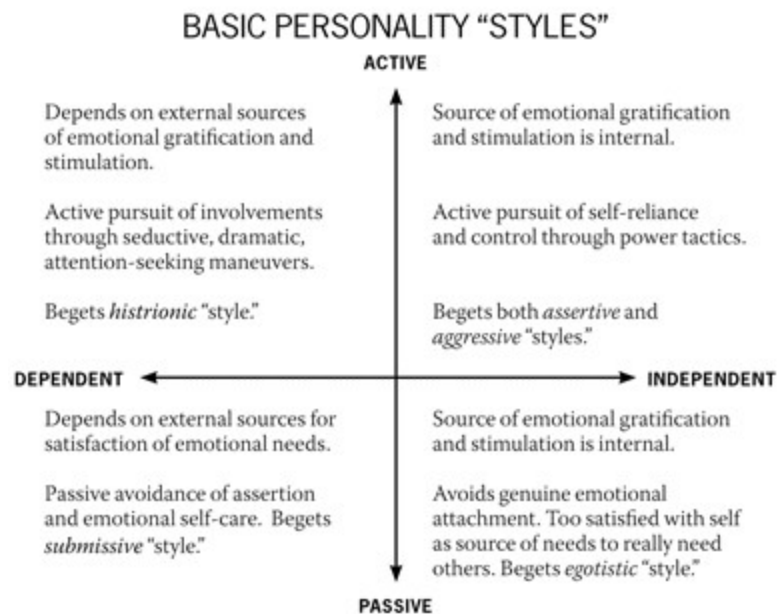 BASIC PERSONALITY “STYLES”
ACTIVE
Depends on external sources
of emotional gratification and
stimulation.
Active pursuit of involvements
through seductive, dramatic,
attention-seeking maneuvers.
Begets histrionic “style.”
Source of emotional gratification
and stimulation is internal.
Active pursuit of self-reliance
and control through power tactics.
Begets both assertive and
aggressive “styles.”
DEPENDENT
INDEPENDENT
Depends on external sources for
satisfaction of emotional needs.
Passive avoidance of assertion
and emotional self-care. Begets
submissive “style.”
Source of emotional gratification
and stimulation is internal.
Avoids genuine emotional
attachment. Too satisfied with self
as source of needs to really need
others. Begets egotistic “style.”
PASSIVE